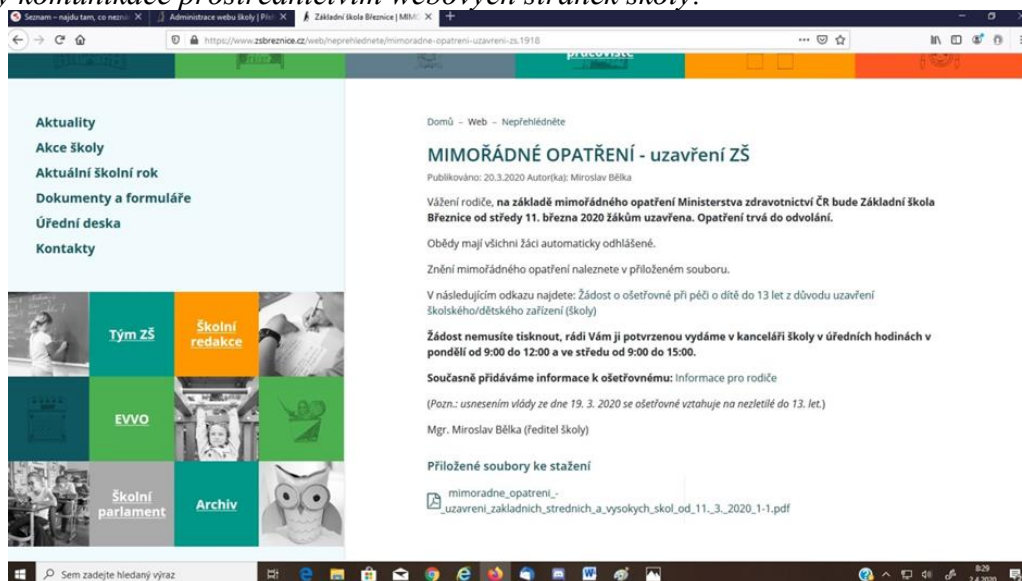 komunikace prostřednictvím webových stránek školy.
Seznam – najdu tam, co nezná
Administrace webu školy | Při
Základní škola Březnice | MIMO
https://www.zsbreznice.cz/web/neprehlednete/mimoradne-opatreni-uzavreni-zs.1918
pracoviště
Aktuality
Akce školy
Aktuální školní rok
Dokumenty a formuláře
Úřední deska
Kontakty
Tým ZŠ
Školní
redakce
EVVO
Školní
parlament
Archiv
Domů – Web – Nepřehlédněte
MIMOŘÁDNÉ OPATŘENÍ - uzavření ZŠ
Publikováno: 20.3.2020 Autor(ka): Miroslav Bělka
Vážení rodiče, na základě mimořádného opatření Ministerstva zdravotnictví ČR bude Základní škola
Březnice od středy 11. března 2020 žákům uzavřena. Opatření trvá do odvolání.
Obědy mají všichni žáci automaticky odhlášené.
Znění mimořádného opatření naleznete v přiloženém souboru.
V následujícím odkazu najdete: Žádost o ošetřovné při péči o dítě do 13 let z důvodu uzavření
školského/dětského zařízení (školy)
Žádost nemusíte tisknout, rádi Vám ji potvrzenou vydáme v kanceláři školy v úředních hodinách v
pondělí od 9:00 do 12:00 a ve středu od 9:00 do 15:00.
Současně přidáváme informace k ošetřovnému: Informace pro rodiče
(Pozn.: usnesením vlády ze dne 19. 3. 2020 se ošetřovné vztahuje na nezletilé do 13. let.)
Mgr. Miroslav Bělka (ředitel školy)
Přiložené soubory ke stažení
mimoradne_opatreni_-
_uzavreni_zakladnich_strednich_a_vysokych_skol_od_11._3._2020_1-1.pdf
Sem zadejte hledaný výraz
8:29
2.4.2020